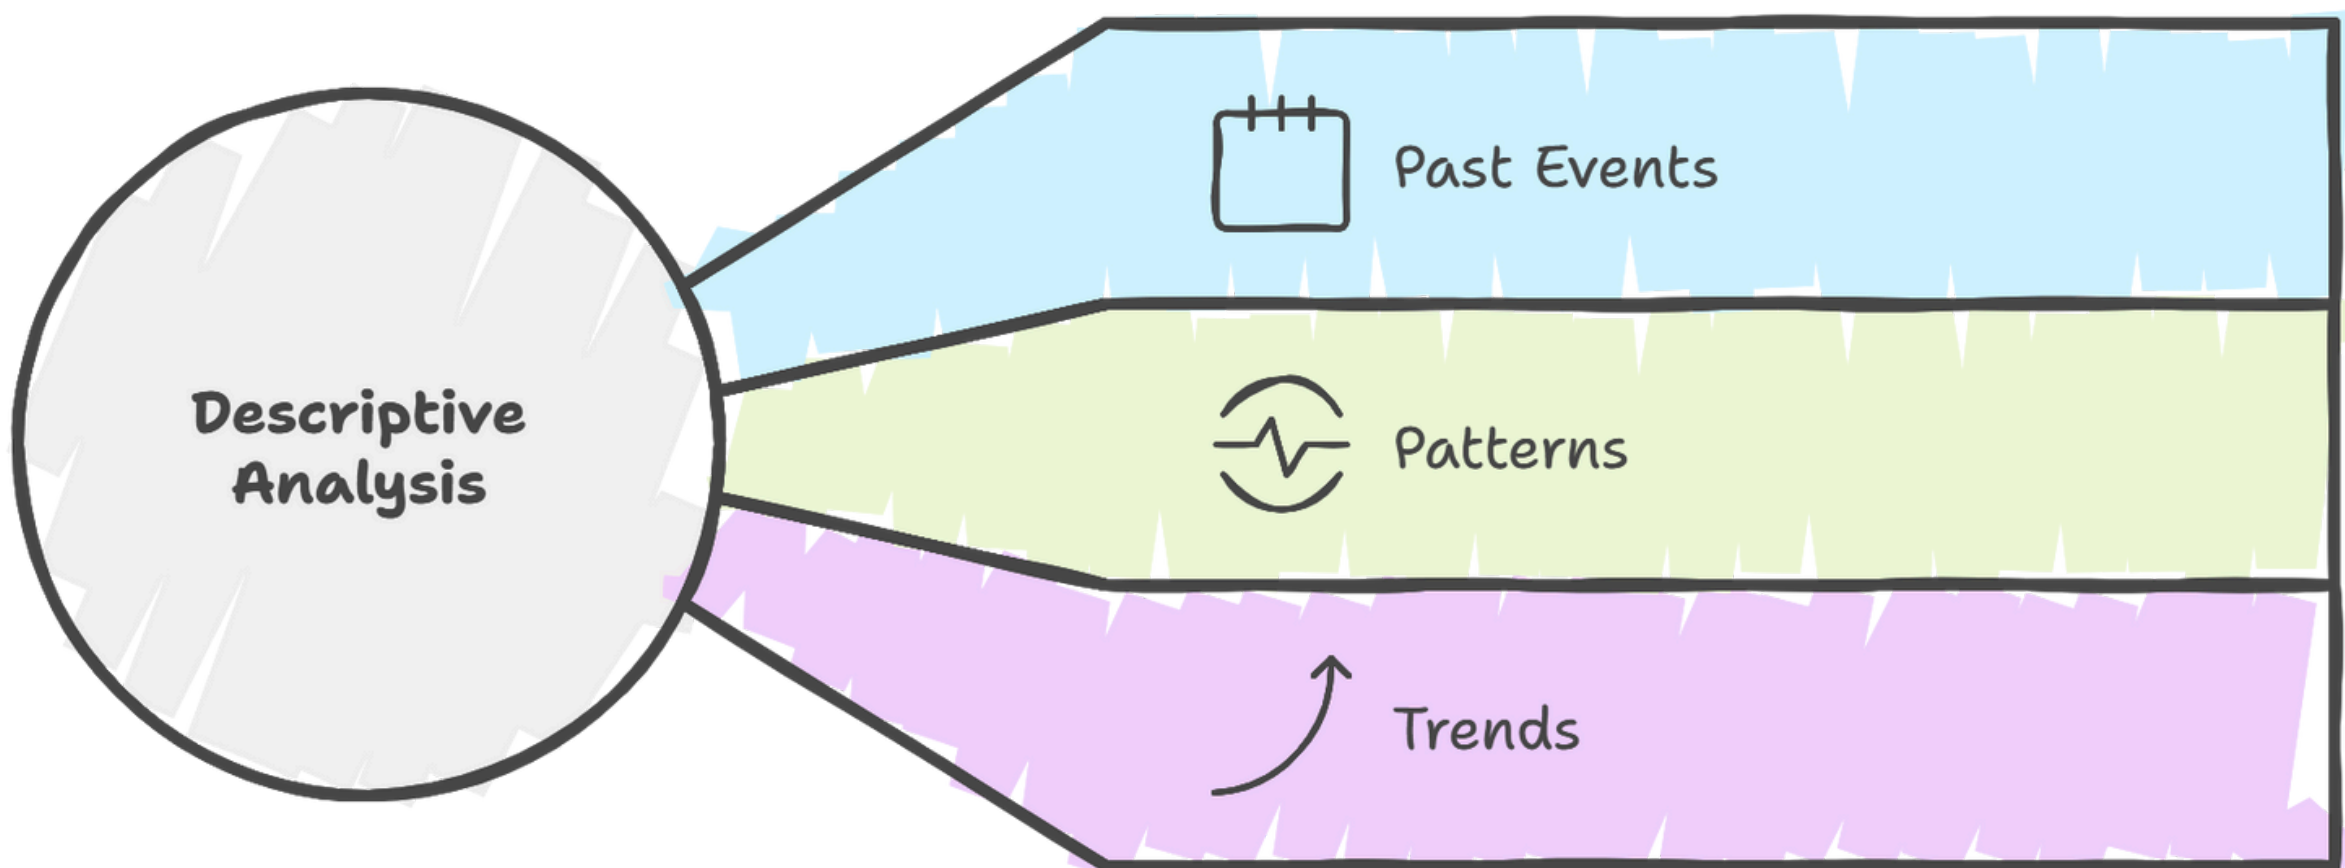 Descriptive
Analysis
Past Events
Patterns
Trends